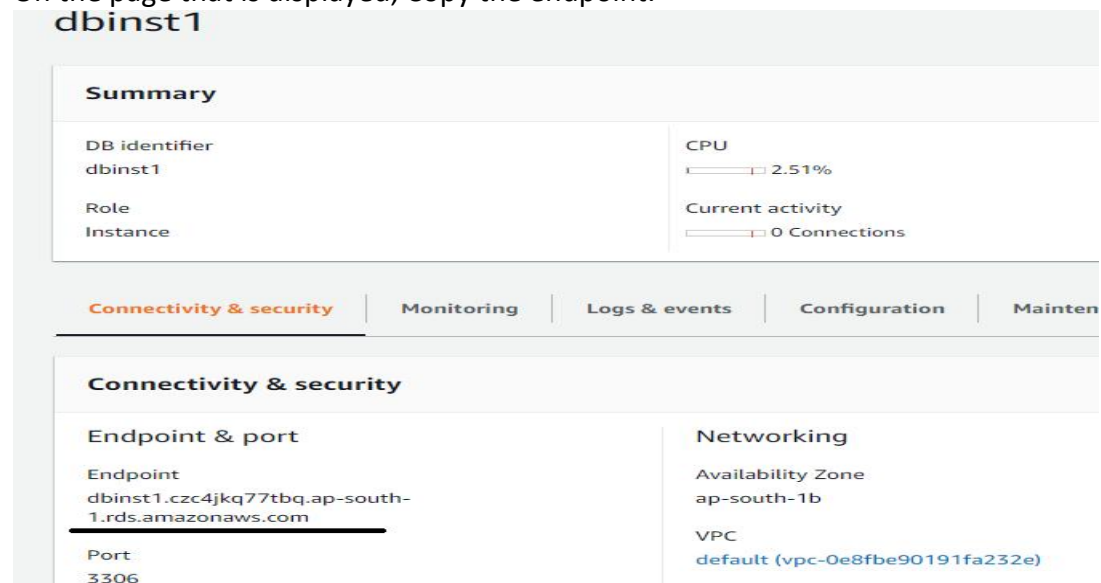 On the page that is displayed, copy the endpoint.
dbinst1
Summary
DB identifier
dbinst1
CPU
2.51%
Role
Instance
Current activity
0 Connections
Connectivity & security
Monitoring
Logs & events
Configuration
Mainten
Connectivity & security
Endpoint & port
Endpoint
dbinst1.czc4jkq77tbq.ap-south-
1.rds.amazonaws.com
Port
3306
Networking
Availability Zone
ap-south-1b
VPC
default (vpc-0e8fbe90191fa232e)